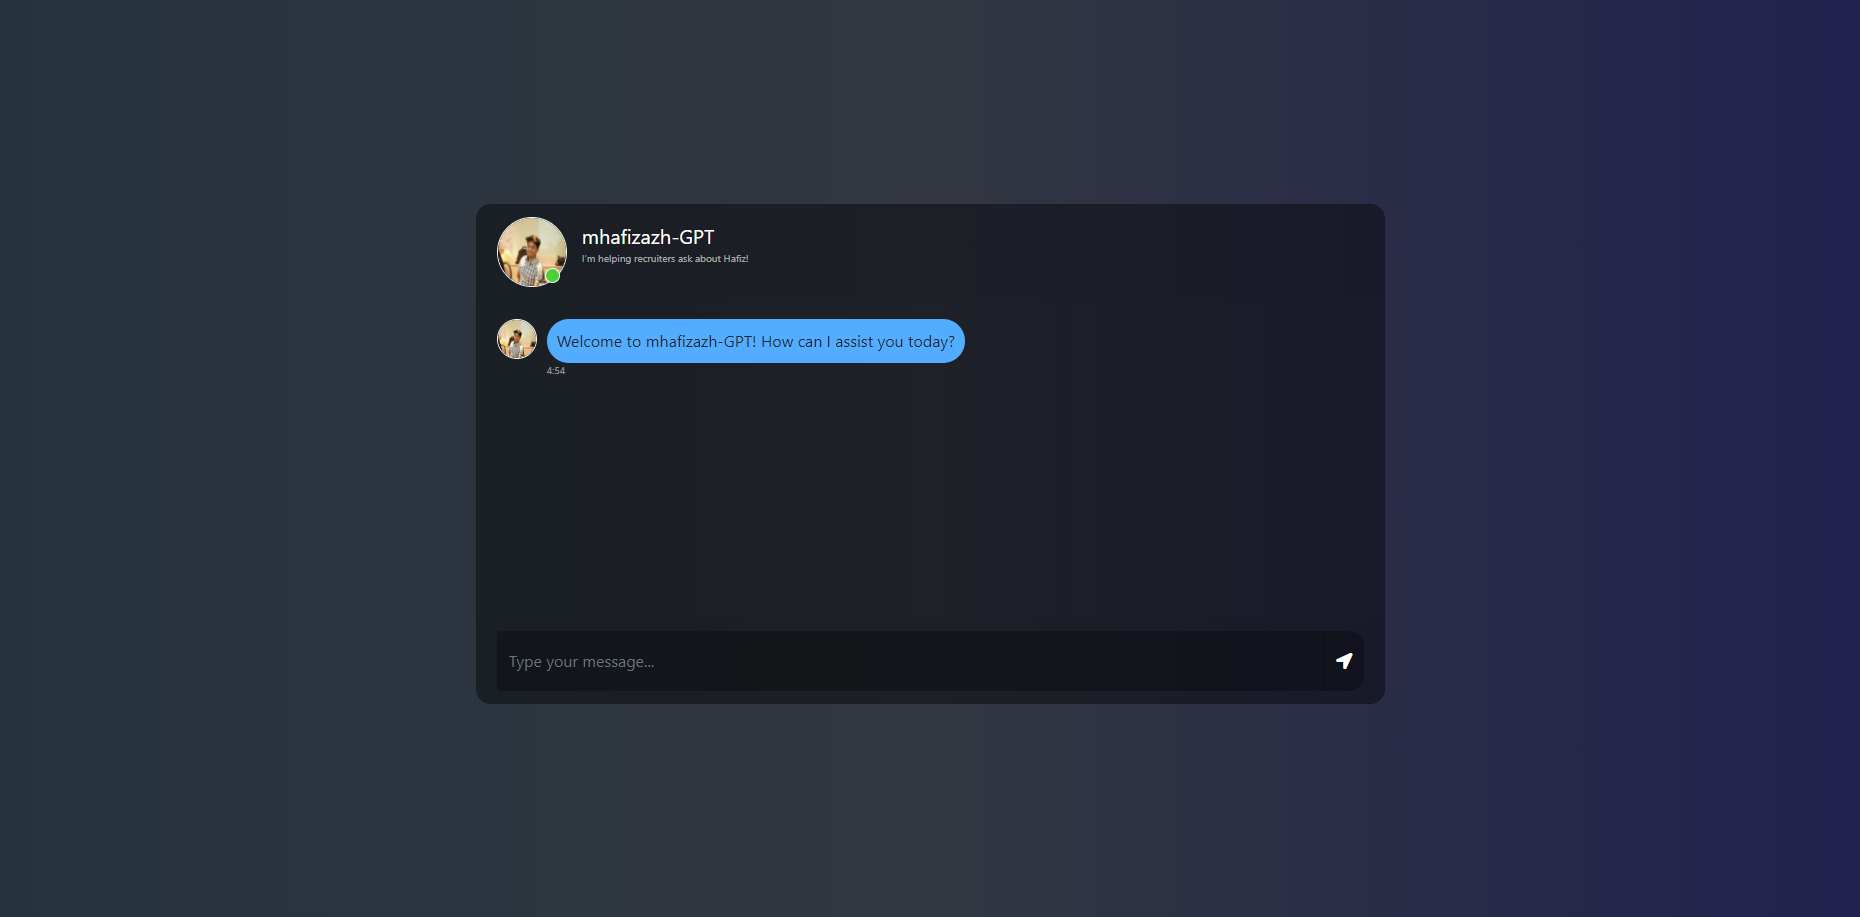 mhafizazh-GPT
I'm helping recruiters ask about Hafiz!
Welcome to mhafizazh-GPT! How can I assist you today?
4:54
Type your message...